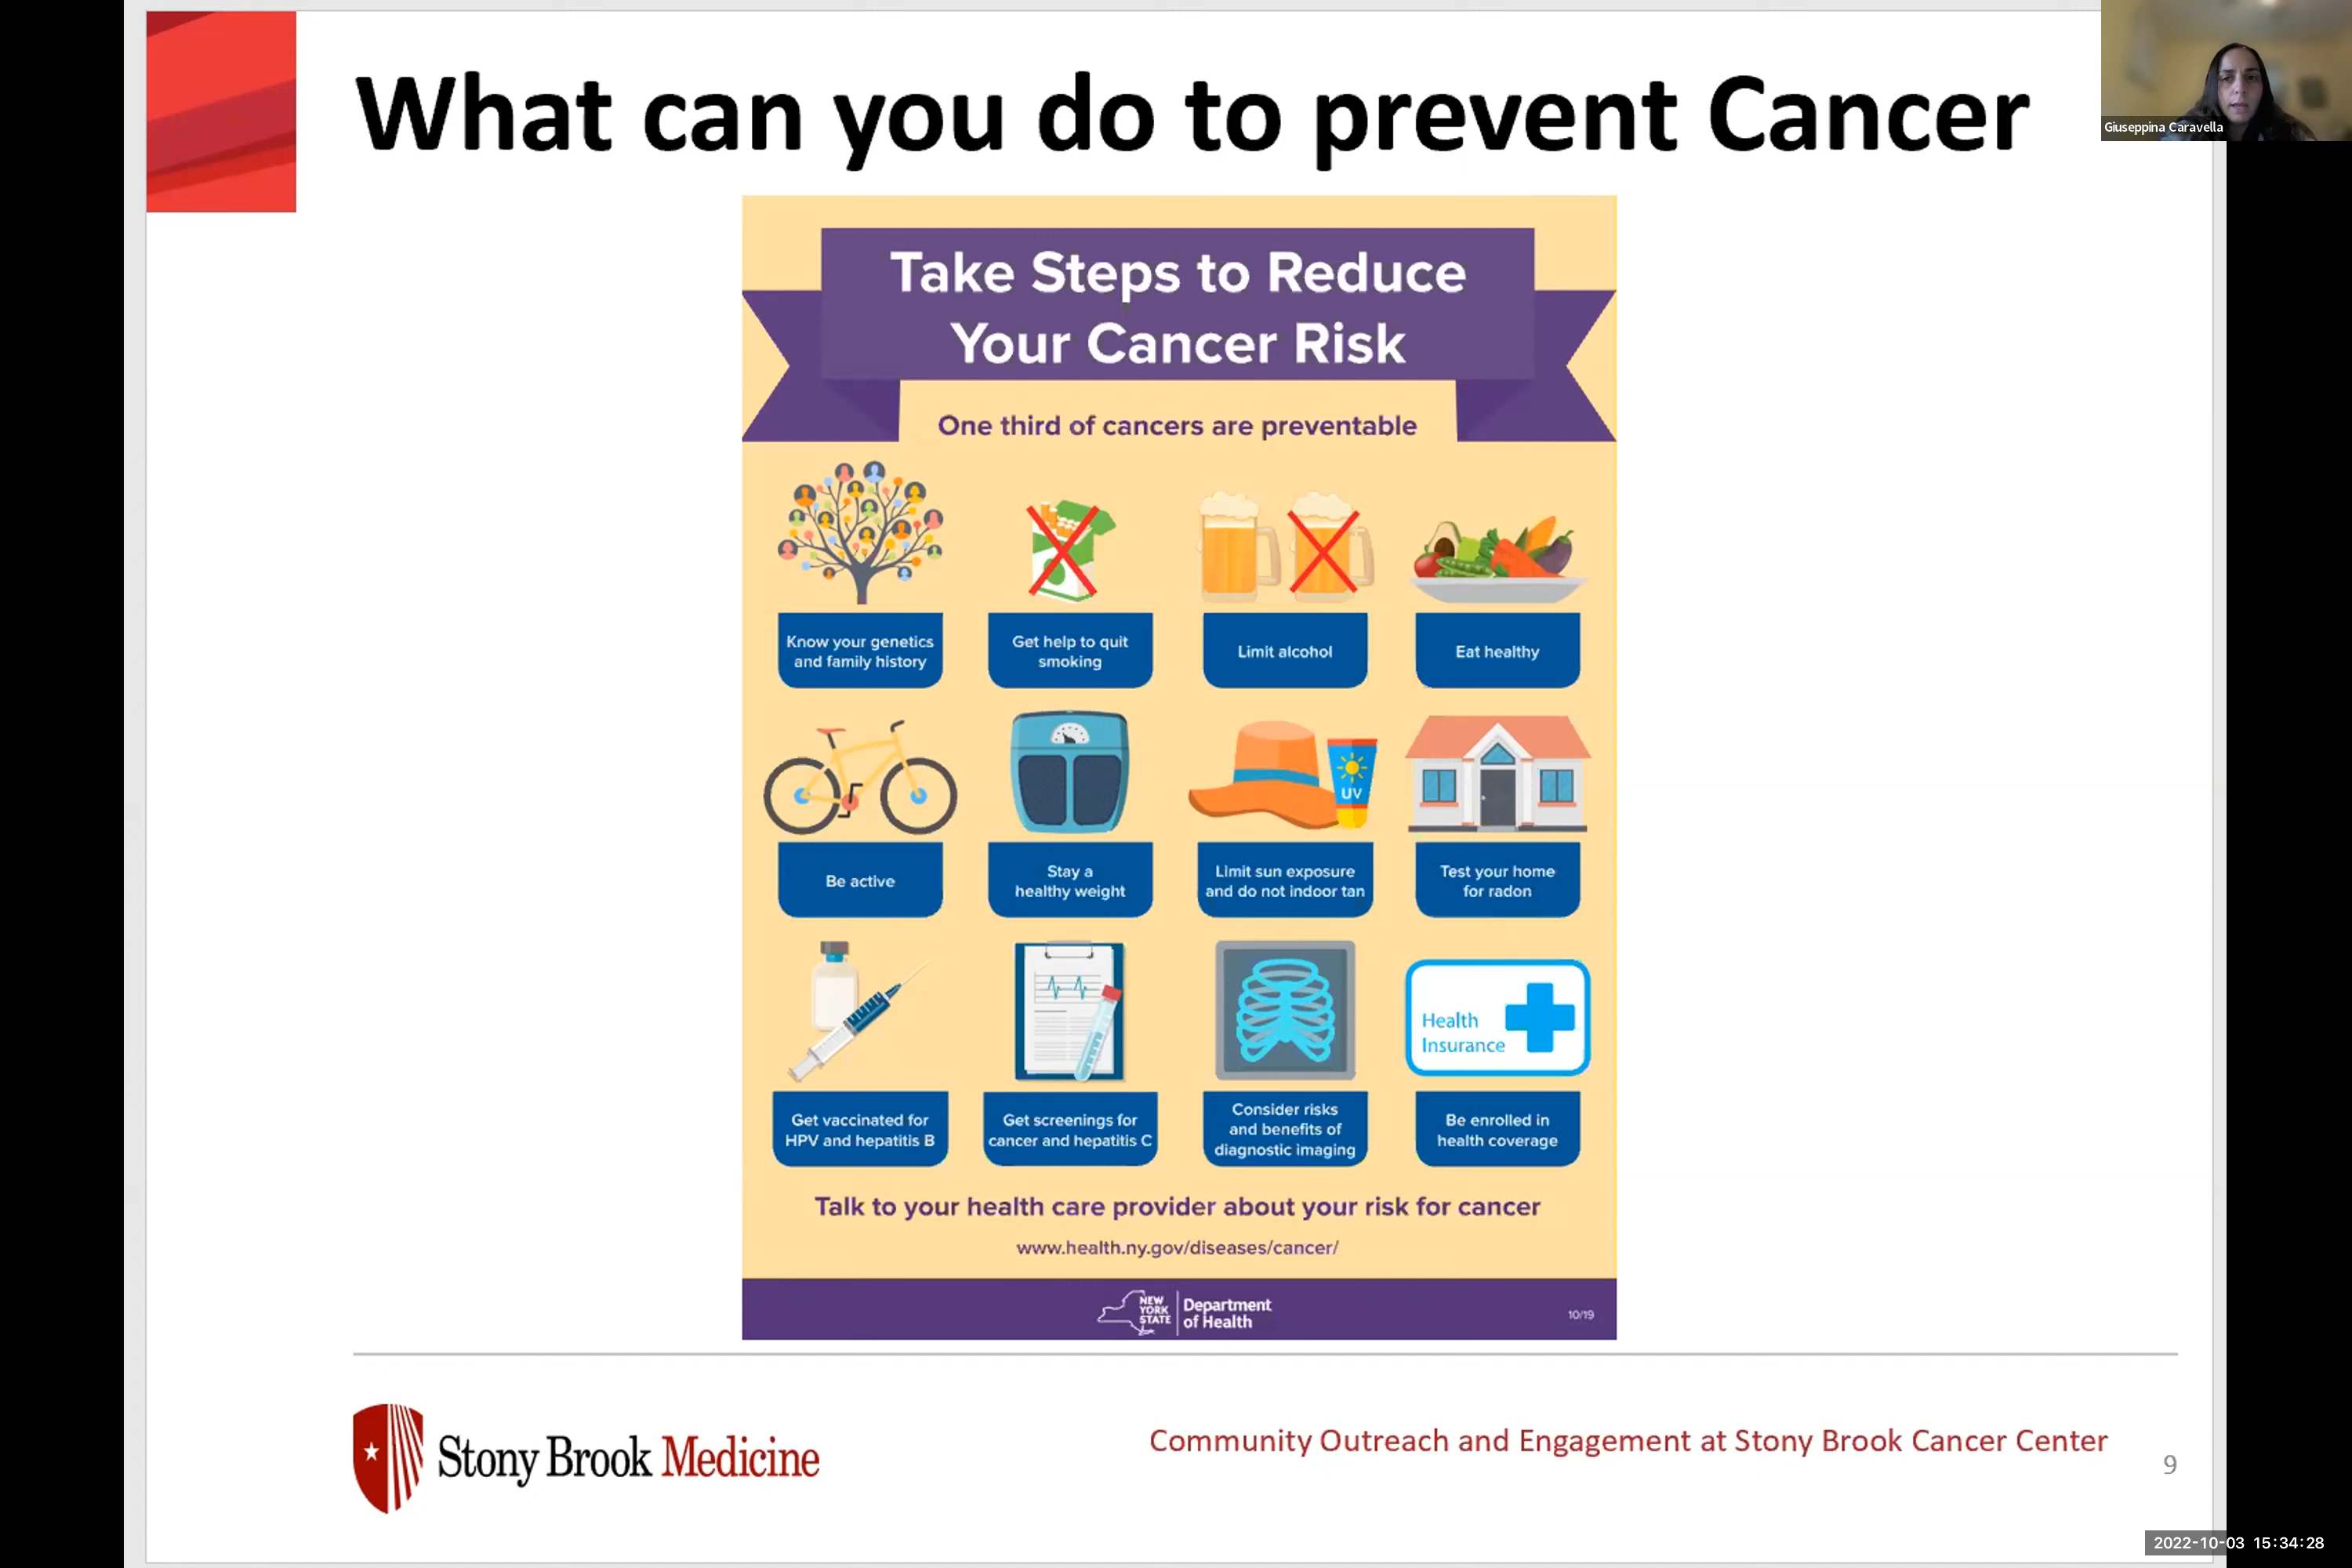 What can you do to prevent Cancer
Giuseppina Caravella
Take Steps to Reduce
Your Cancer Risk
One third of cancers are preventable
Know your genetics
and family history
Get help to quit
smoking
Limit alcohol
Eat healthy
UV
Be active
Stay a
healthy weight
Limit sun exposure
and do not indoor tan
Test your home
for radon
Health
Insurance
Get vaccinated for
HPV and hepatitis B
Get screenings for
cancer and hepatitis C
Consider risks
and benefits of
diagnostic imaging
Be enrolled in
health coverage
Talk to your health care provider about your risk for cancer
www.health.ny.gov/diseases/cancer/
NEW
YORK
STATE
Department
of Health
10/19
Stony Brook Medicine
Community Outreach and Engagement at Stony Brook Cancer Center
9
2022-10-03 15:34:28